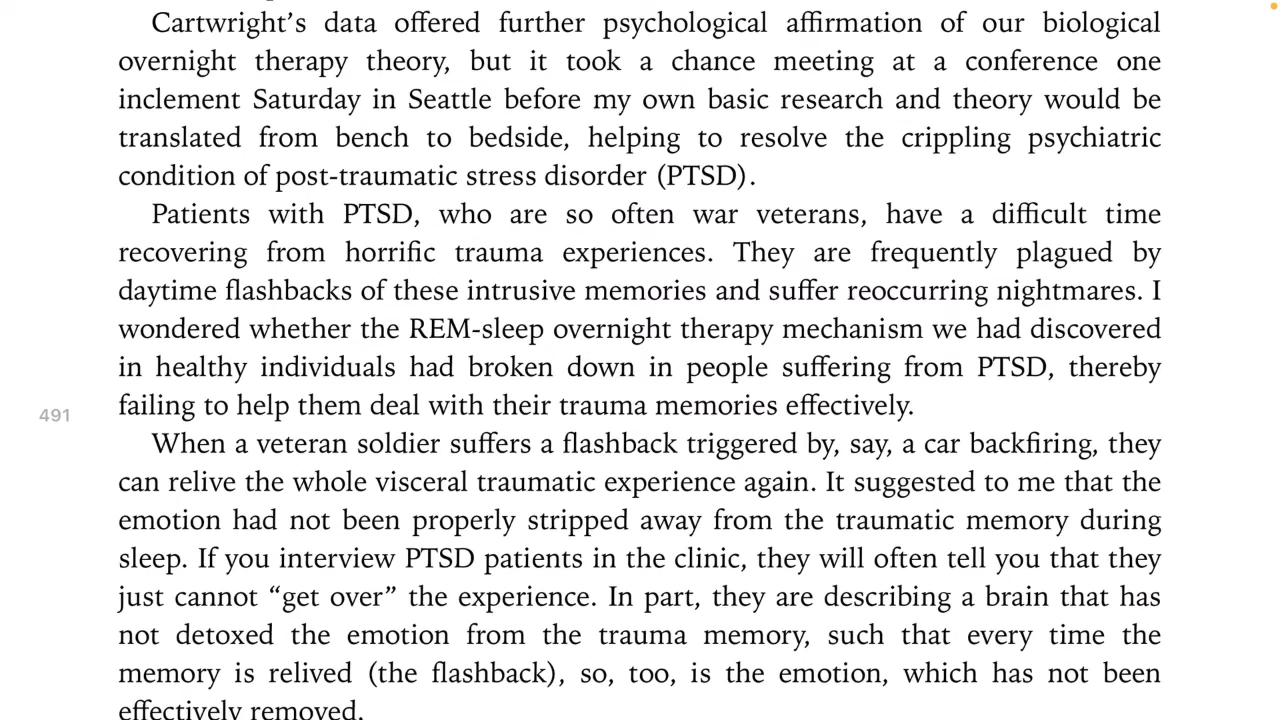 Cartwright’s data offered further psychological affirmation of our biological
overnight therapy theory, but it took a chance meeting at a conference one
inclement Saturday in Seattle before my own basic research and theory would be
translated from bench to bedside, helping to resolve the crippling psychiatric
condition of post-traumatic stress disorder (PTSD).
Patients with PTSD, who are so often war veterans, have a difficult time
recovering from horrific trauma experiences. They are frequently plagued by
daytime flashbacks of these intrusive memories and suffer reoccurring nightmares. I
wondered whether the REM-sleep overnight therapy mechanism we had discovered
in healthy individuals had broken down in people suffering from PTSD, thereby
failing to help them deal with their trauma memories effectively.
491
When a veteran soldier suffers a flashback triggered by, say, a car backfiring, they
can relive the whole visceral traumatic experience again. It suggested to me that the
emotion had not been properly stripped away from the traumatic memory during
sleep. If you interview PTSD patients in the clinic, they will often tell you that they
just cannot “get over” the experience. In part, they are describing a brain that has
not detoxed the emotion from the trauma memory, such that every time the
memory is relived (the flashback), so, too, is the emotion, which has not been
effectively removed.